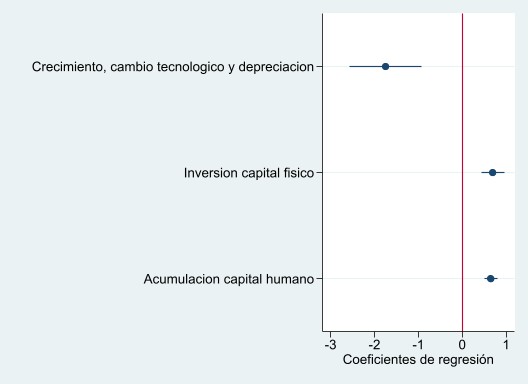 Crecimiento, cambio tecnologico y depreciacion
Inversion capital fisico
Acumulacion capital humano
-3 -2 -1 0 1
Coeficientes de regresión